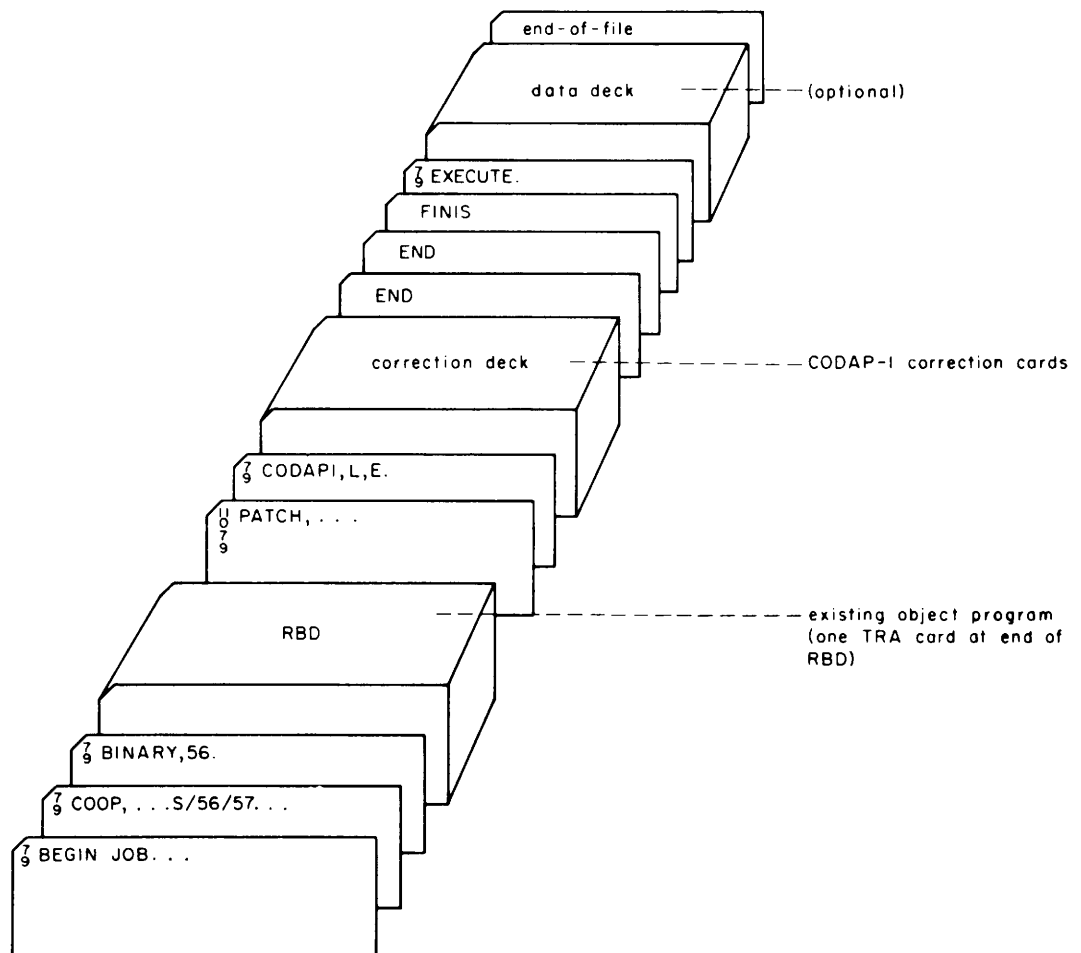 end-of-file
data deck
(optional)
7
9 EXECUTE.
FINIS
END
END
correction deck
CODAP-1 correction cards
7
9 CODAP1,L,E.
11
0
7
9 PATCH, . . .
RBD
existing object program
(one TRA card at end of
RBD)
7
9 BINARY,56.
7
9 COOP, . . .S/56/57. . .
7
9 BEGIN JOB. . .